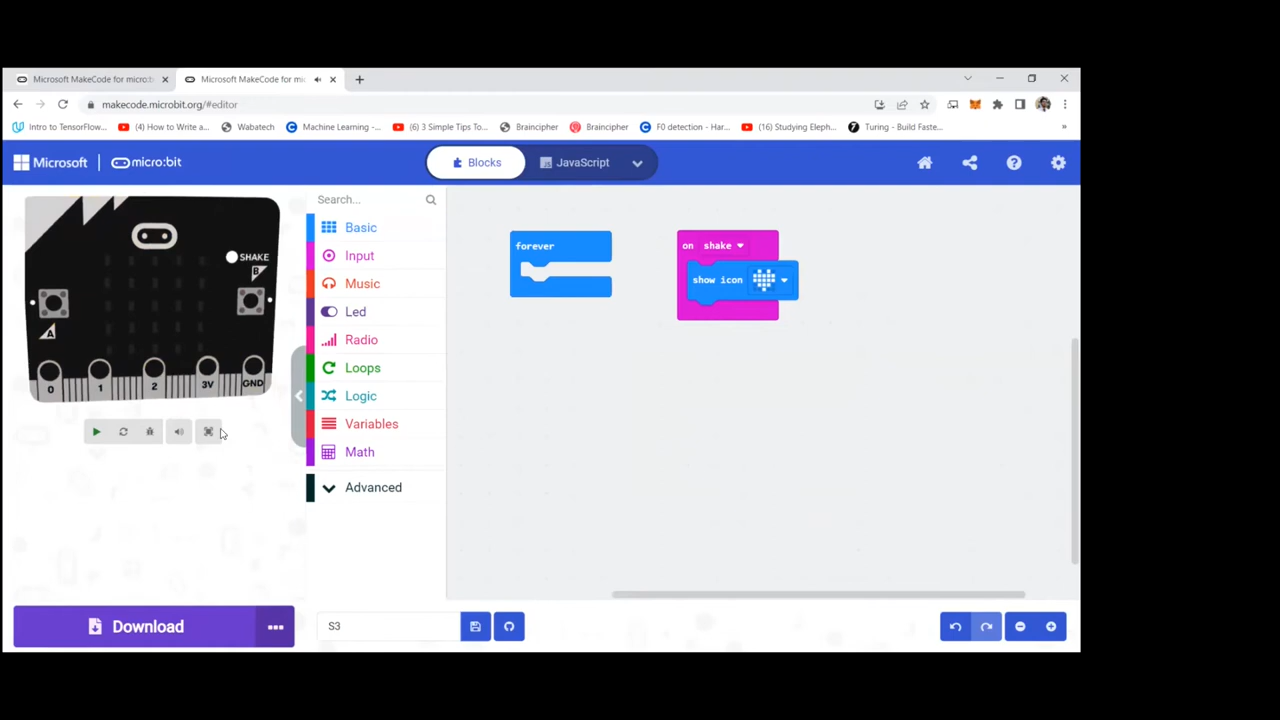 Microsoft MakeCode for micro:b
Microsoft MakeCode for mi
makecode.microbit.org/#editor
Intro to TensorFlow...
(4) How to Write a...
Wabatech
Machine Learning -...
(6) 3 Simple Tips To...
Braincipher
Braincipher
F0 detection - Har...
(16) Studying Eleph...
Turing - Build Faste...
»
Microsoft
micro:bit
Blocks
JavaScript
SHAKE
B
A
0
1
2
3V
GND
Search...
Basic
Input
Music
Led
Radio
Loops
Logic
Variables
Math
Advanced
forever
on shake
show icon
Download
S3